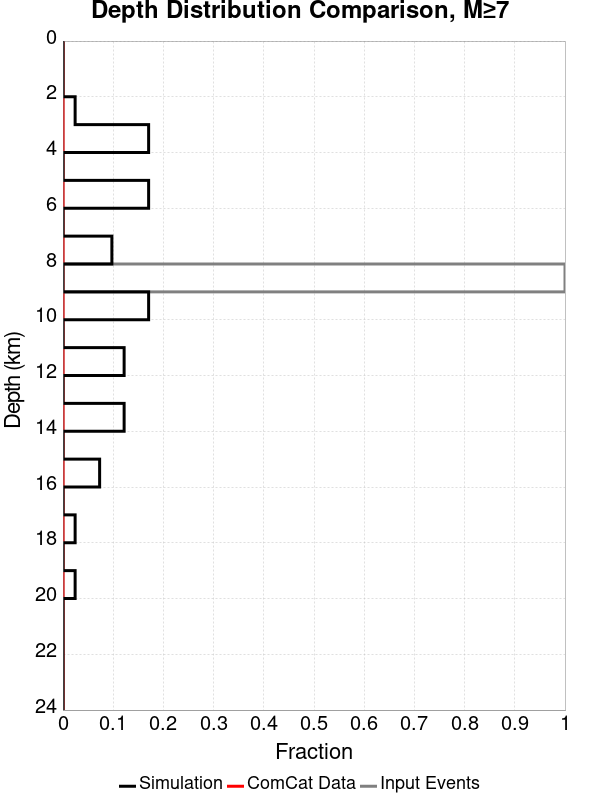 Depth Distribution Comparison, M≥7
0
2
4
6
8
10
12
14
16
18
20
22
24
Depth (km)
0 0.1 0.2 0.3 0.4 0.5 0.6 0.7 0.8 0.9 1
Fraction
Simulation ComCat Data Input Events